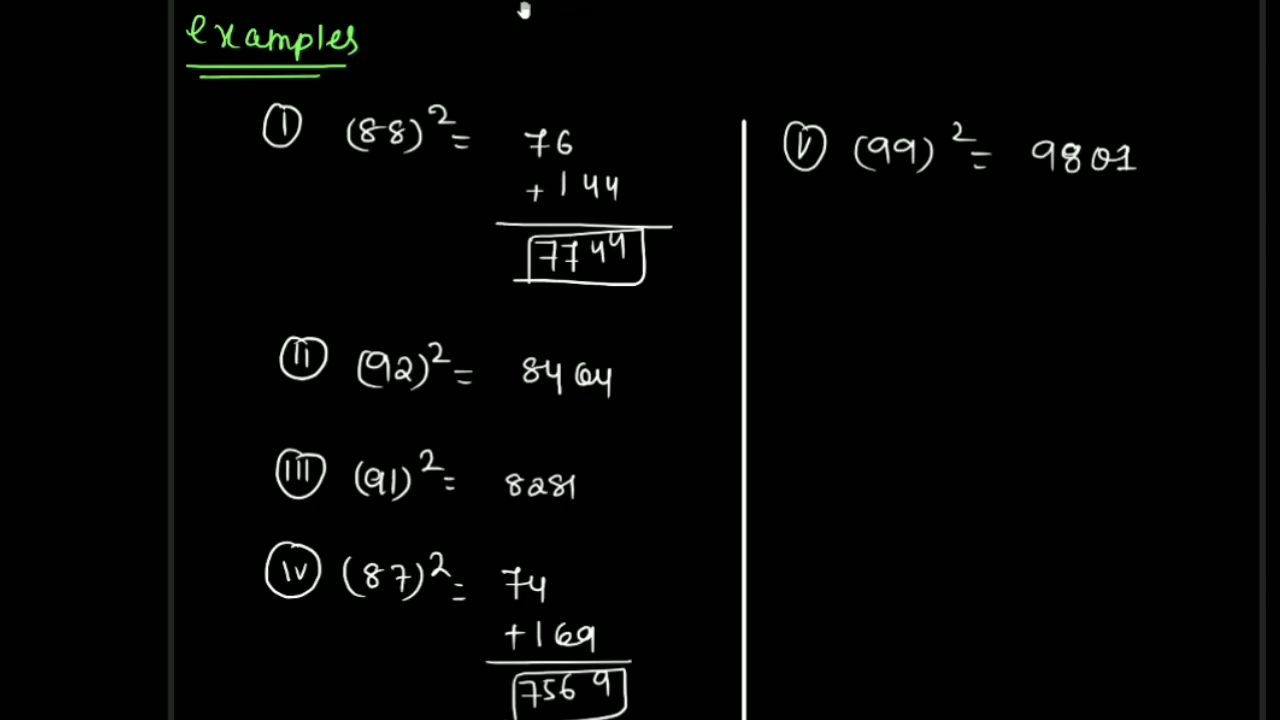 examples
I (88)² = 76
+ 144
7744
II (92)² = 8464
III (91)² = 8281
IV (87)² = 74
+ 169
7569
V (99)² = 9801